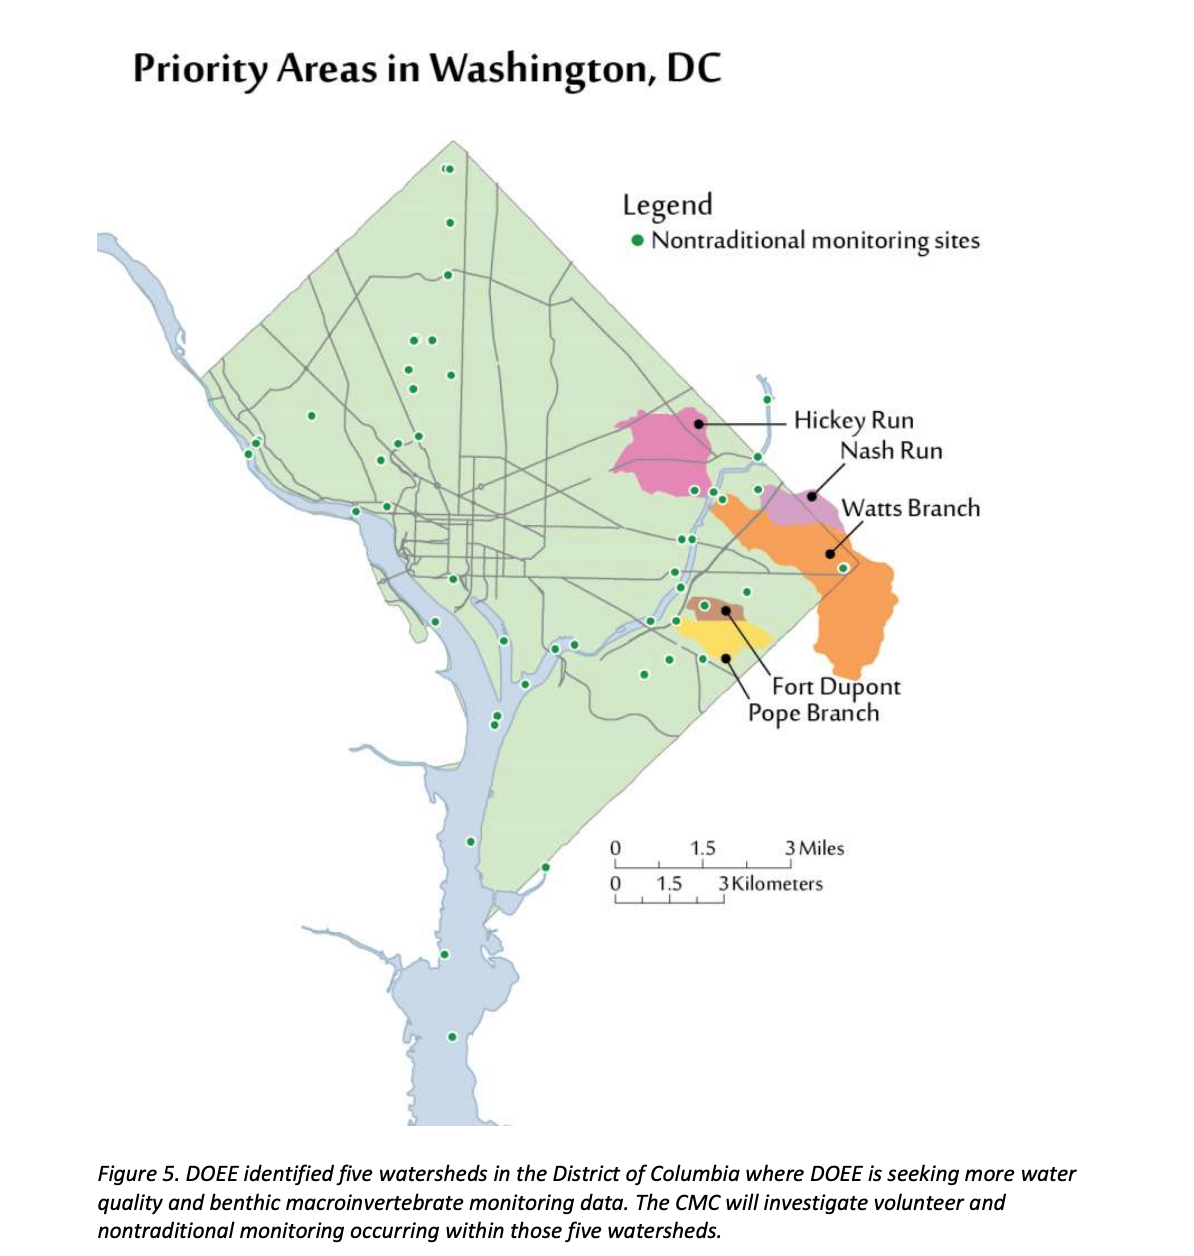 Priority Areas in Washington, DC
Legend
Nontraditional monitoring sites
Hickey Run
Nash Run
Watts Branch
Fort Dupont
Pope Branch
0 1.5 3 Miles
0 1.5 3 Kilometers
Figure 5. DOEE identified five watersheds in the District of Columbia where DOEE is seeking more water
quality and benthic macroinvertebrate monitoring data. The CMC will investigate volunteer and
nontraditional monitoring occurring within those five watersheds.